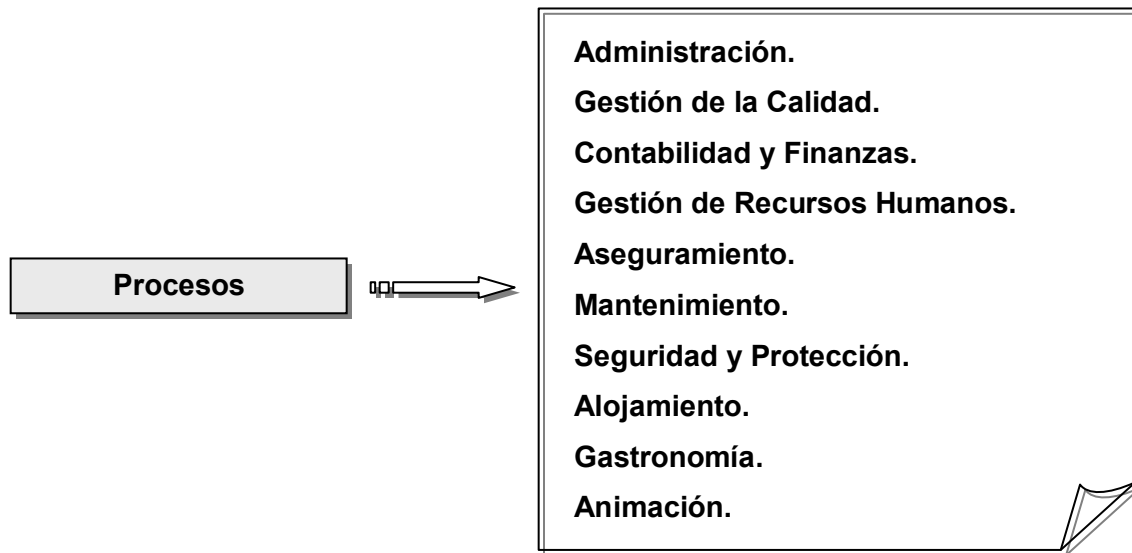 Procesos
Administración.
Gestión de la Calidad.
Contabilidad y Finanzas.
Gestión de Recursos Humanos.
Aseguramiento.
Mantenimiento.
Seguridad y Protección.
Alojamiento.
Gastronomía.
Animación.